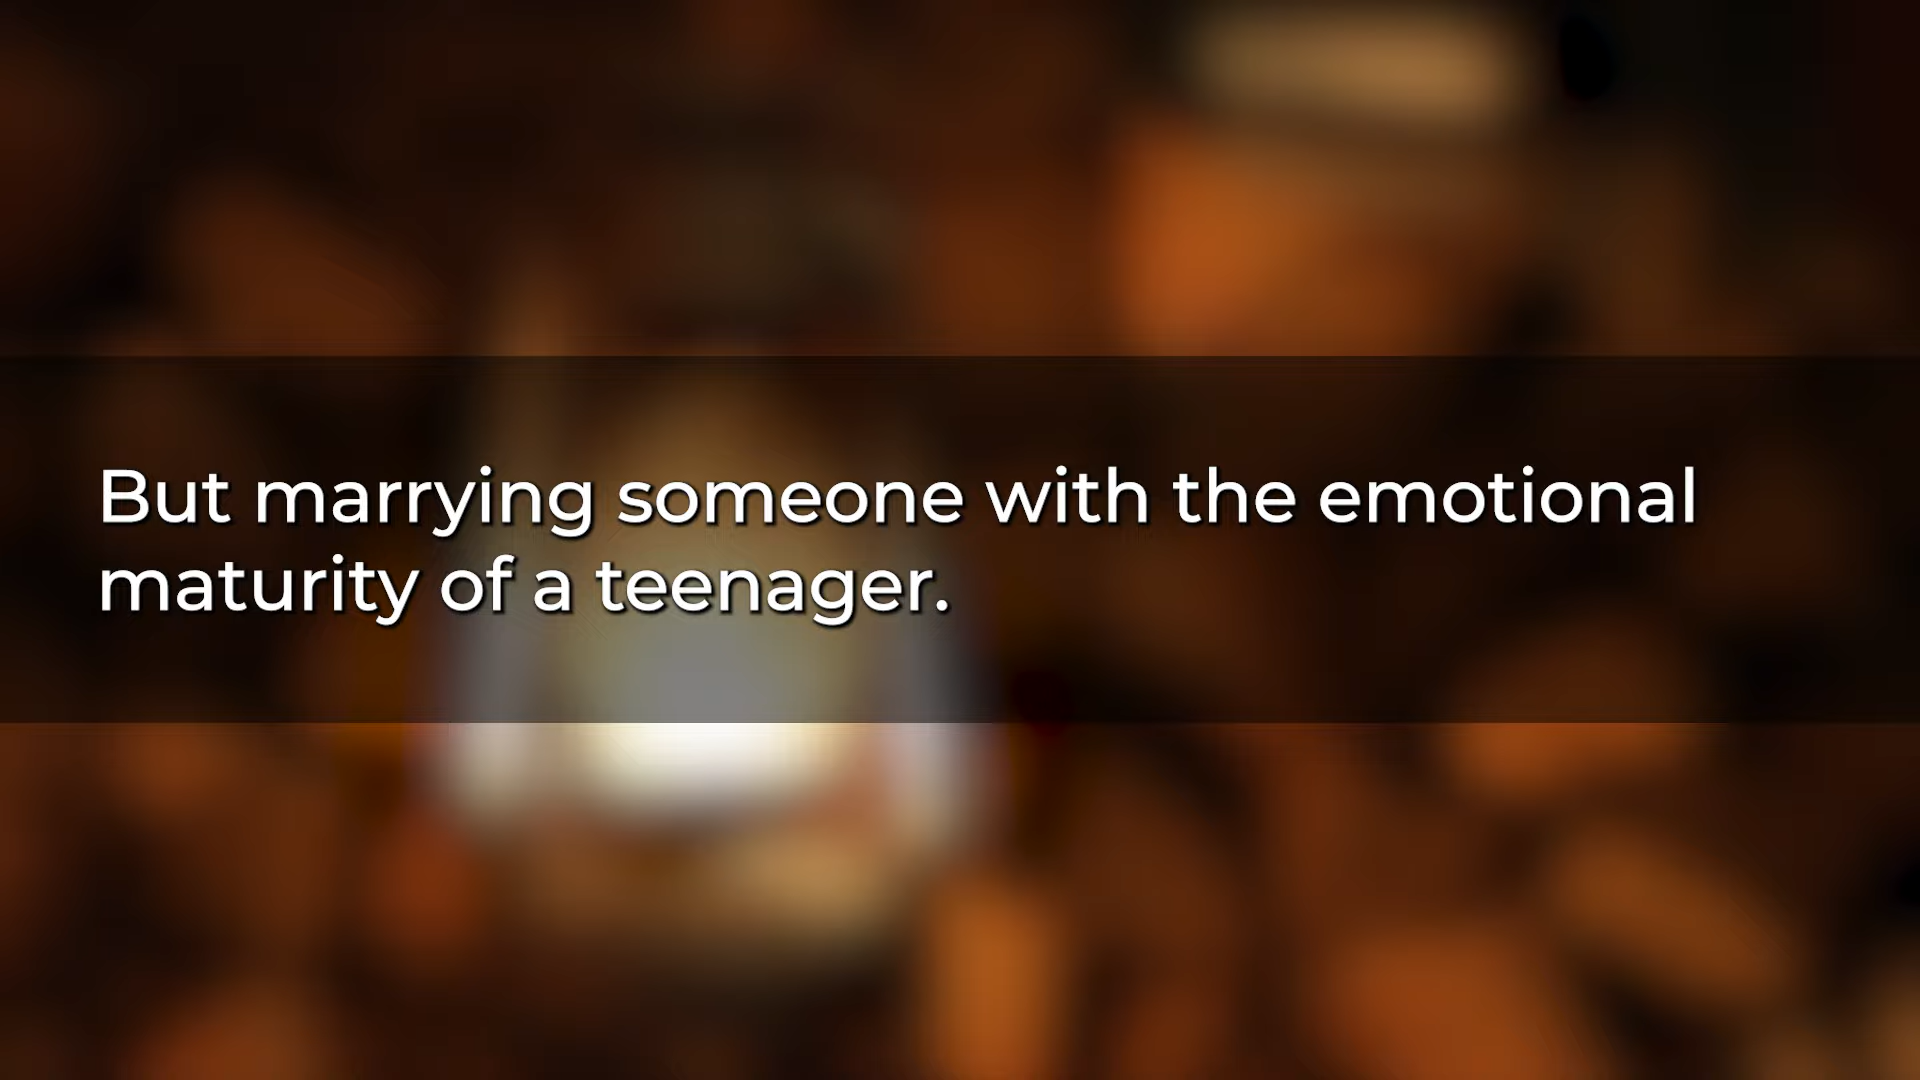 But marrying someone with the emotional
maturity of a teenager.